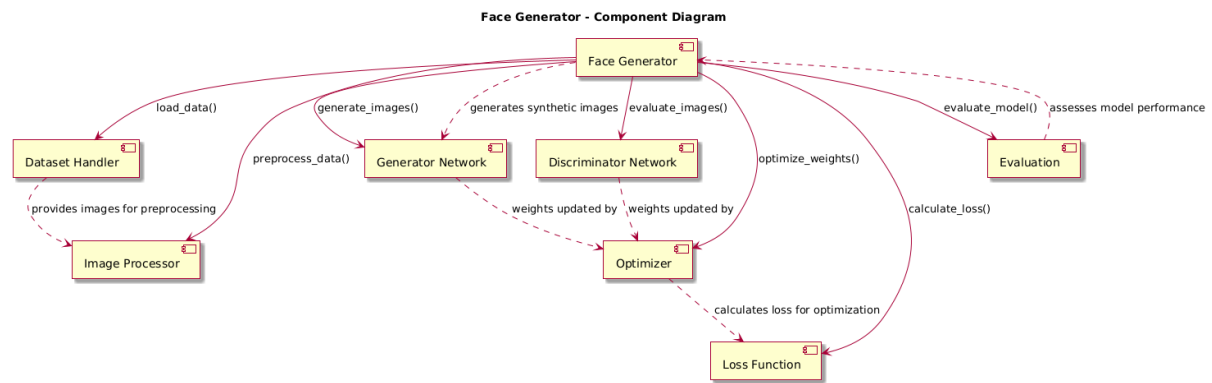 Face Generator - Component Diagram
Face Generator
load_data()
generate_images()
generates synthetic images
evaluate_images()
evaluate_model()
assesses model performance
Dataset Handler
preprocess_data()
Generator Network
Discriminator Network
optimize_weights()
Evaluation
provides images for preprocessing
weights updated by
weights updated by
calculate_loss()
Image Processor
Optimizer
calculates loss for optimization
Loss Function